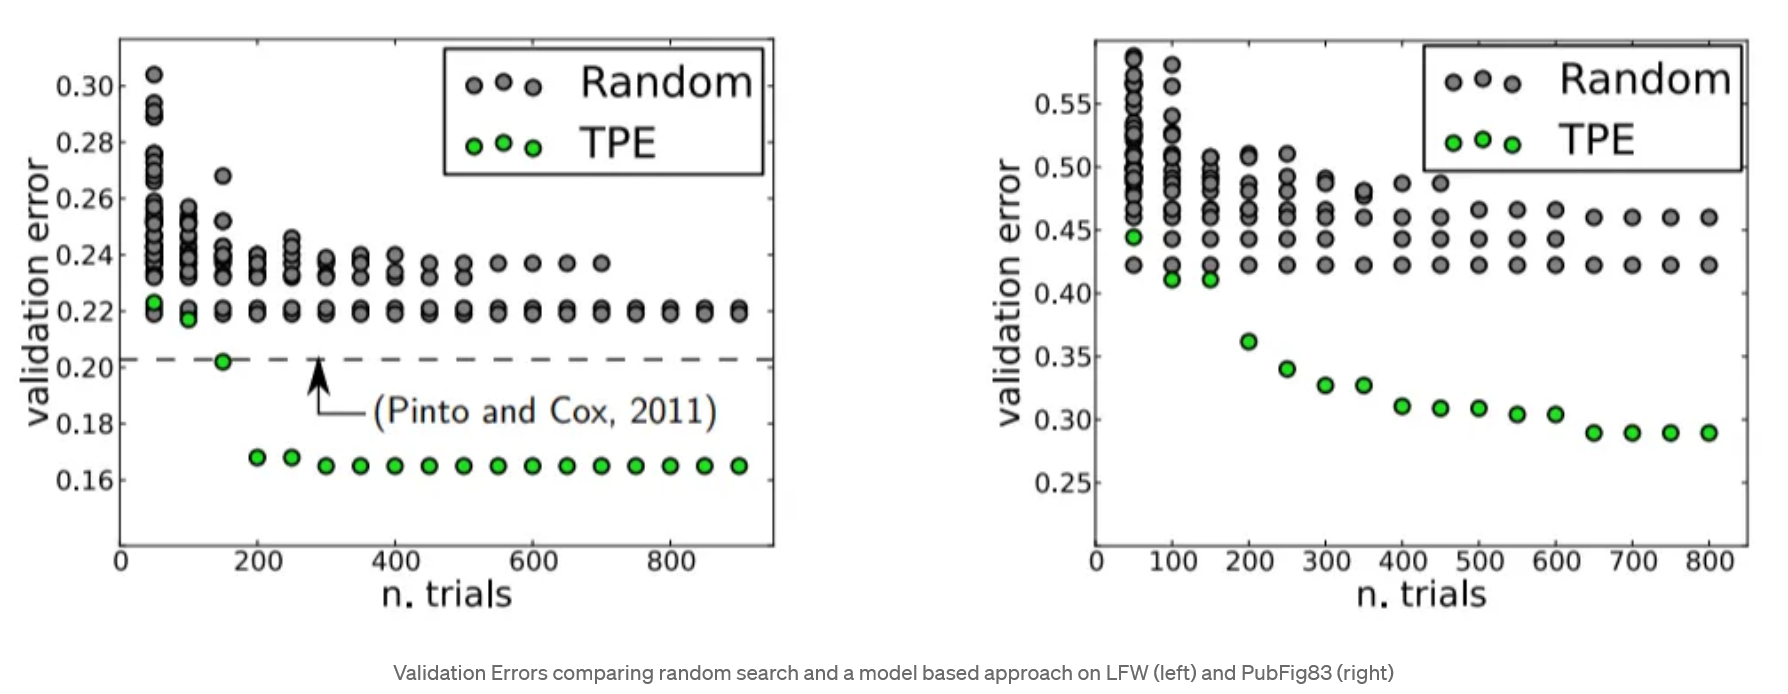 0.30
0.28
0.26
0.24
0.22
0.20
0.18
0.16
validation error
Random
TPE
(Pinto and Cox, 2011)
0
200
400
600
800
n. trials
0.55
0.50
0.45
0.40
0.35
0.30
0.25
validation error
Random
TPE
0
100
200
300
400
500
600
700
800
n. trials
Validation Errors comparing random search and a model based approach on LFW (left) and PubFig83 (right)